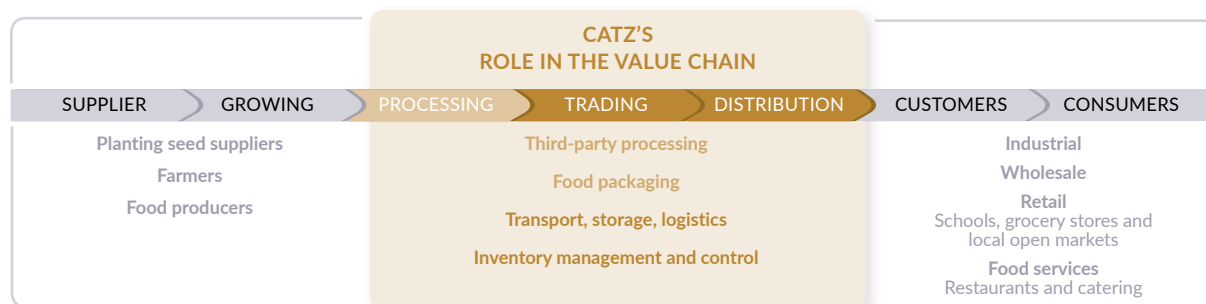 CATZ'S
ROLE IN THE VALUE CHAIN
SUPPLIER
GROWING
PROCESSING
TRADING
DISTRIBUTION
CUSTOMERS
CONSUMERS
Planting seed suppliers
Farmers
Food producers
Third-party processing
Food packaging
Transport, storage, logistics
Inventory management and control
Industrial
Wholesale
Retail
Schools, grocery stores and
local open markets
Food services
Restaurants and catering